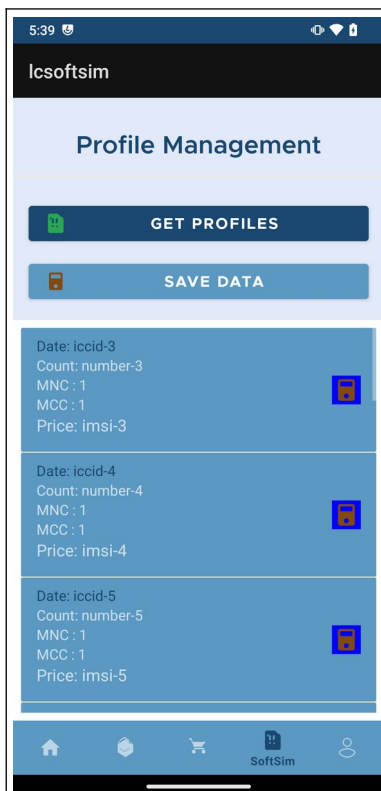 5:39
lcsoftsim
Profile Management
GET PROFILES
SAVE DATA
Date: iccid-3
Count: number-3
MNC : 1
MCC : 1
Price: imsi-3
Date: iccid-4
Count: number-4
MNC : 1
MCC : 1
Price: imsi-4
Date: iccid-5
Count: number-5
MNC : 1
MCC : 1
Price: imsi-5
SoftSim